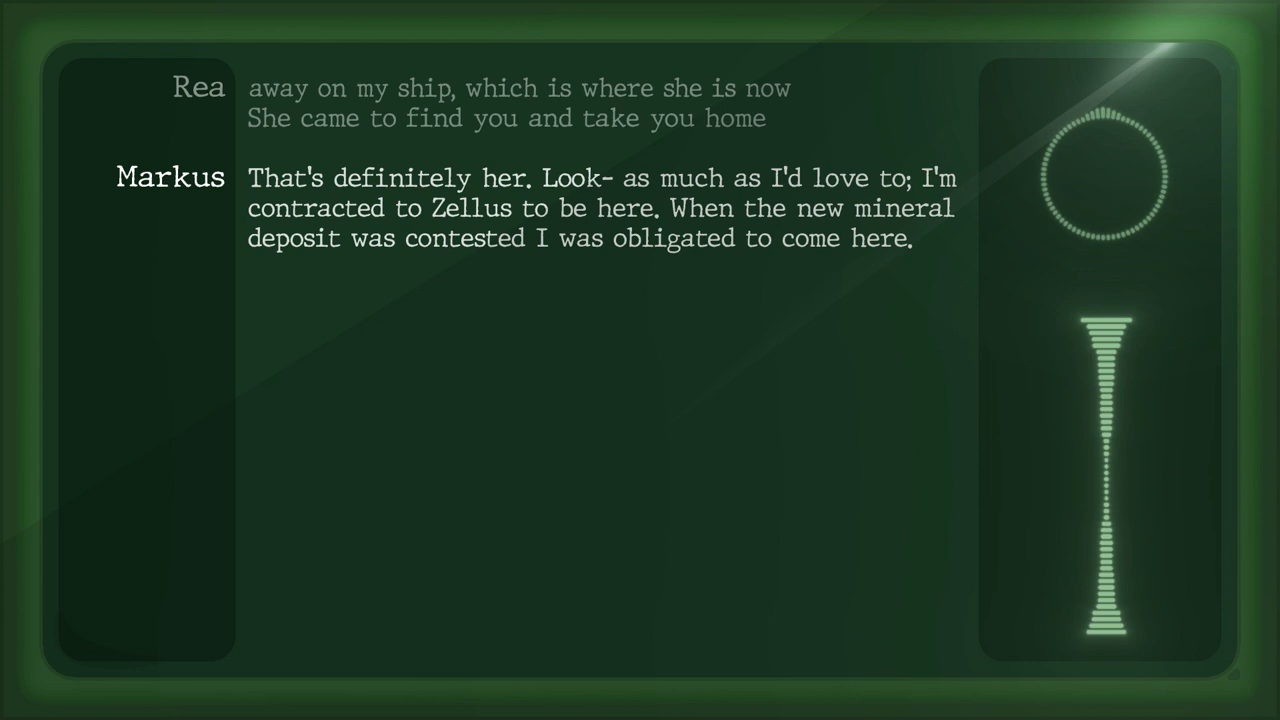 Rea away on my ship, which is where she is now
She came to find you and take you home
Markus That's definitely her. Look- as much as I'd love to; I'm
contracted to Zellus to be here. When the new mineral
deposit was contested I was obligated to come here.